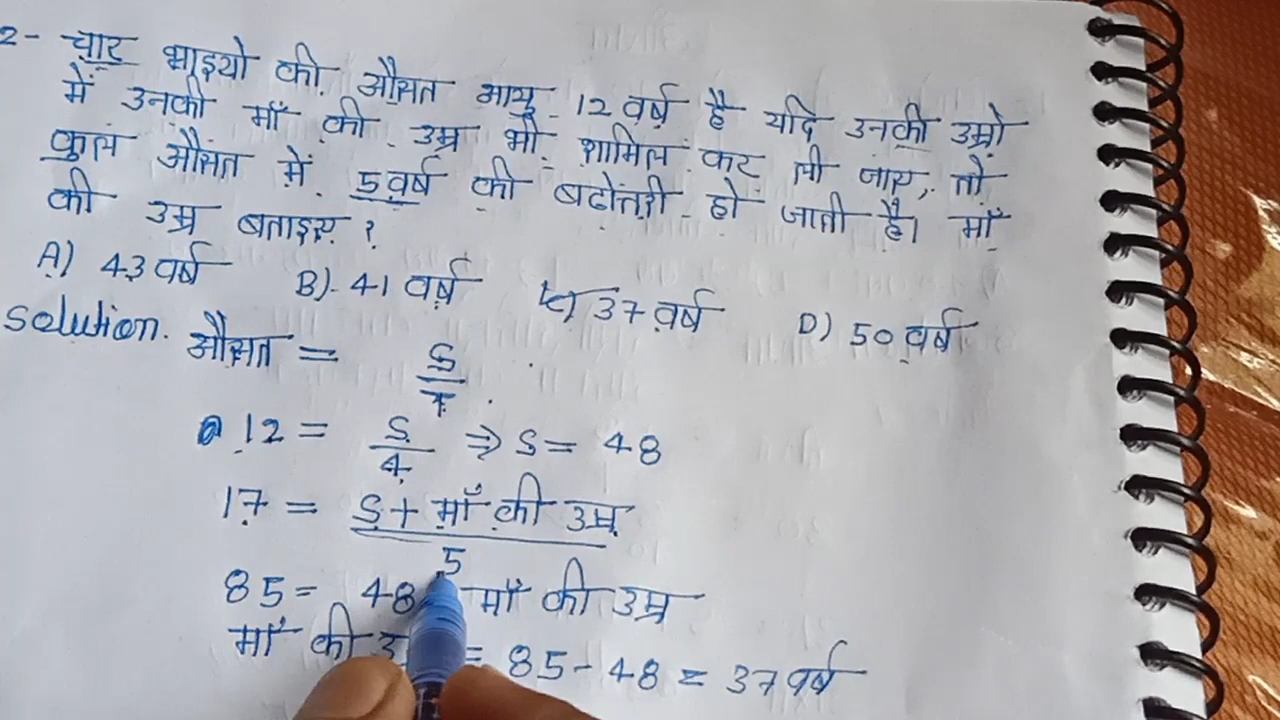 2- चार भाइयो की औसत आयु 12 वर्ष है यदि उनकी उम्रो
में उनकी माँ की उम्र भी शामिल कर ली जाए, तो
कुल औसत में 5 वर्ष की बढोत्तरी हो जाती है। माँ
की उम्र बताइए ?
A) 43 वर्ष B) 41 वर्ष C) 37 वर्ष D) 50 वर्ष
Solution. औसत = S/T
12 = S/4 ⇒ S = 48
17 = S + माँ की उम्र / 5
85 = 48 माँ की उम्र
माँ की = 85 - 48 = 37 वर्ष